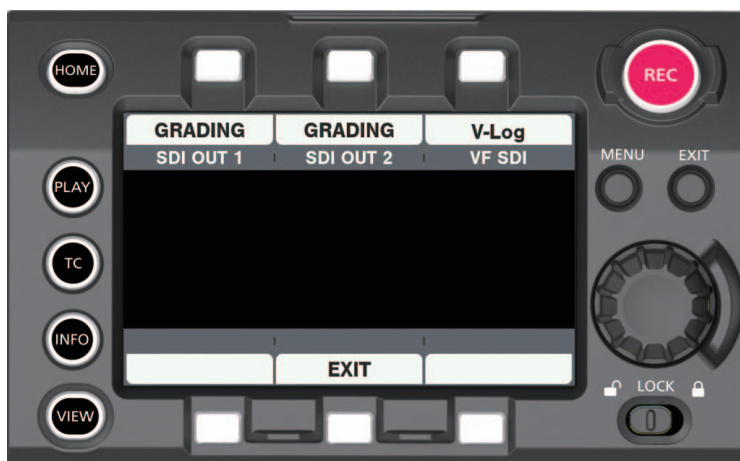 HOME
REC
GRADING GRADING V-Log
SDI OUT 1 SDI OUT 2 VF SDI
MENU EXIT
PLAY
TC
INFO
EXIT
LOCK
VIEW